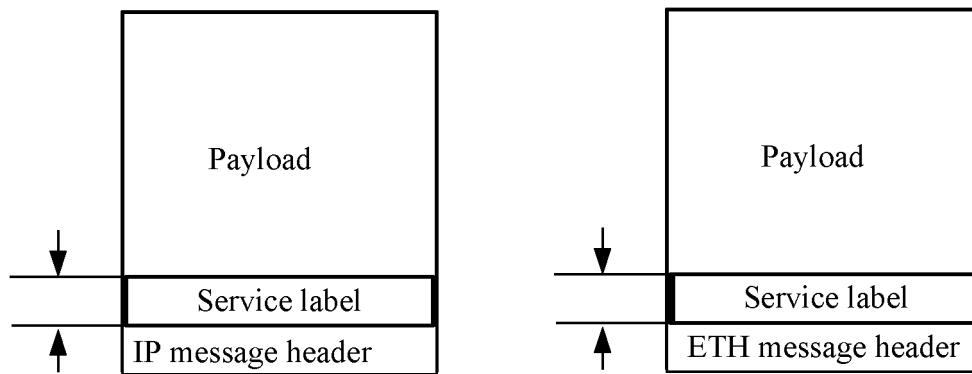 Payload
Service label
IP message header
Payload
Service label
ETH message header